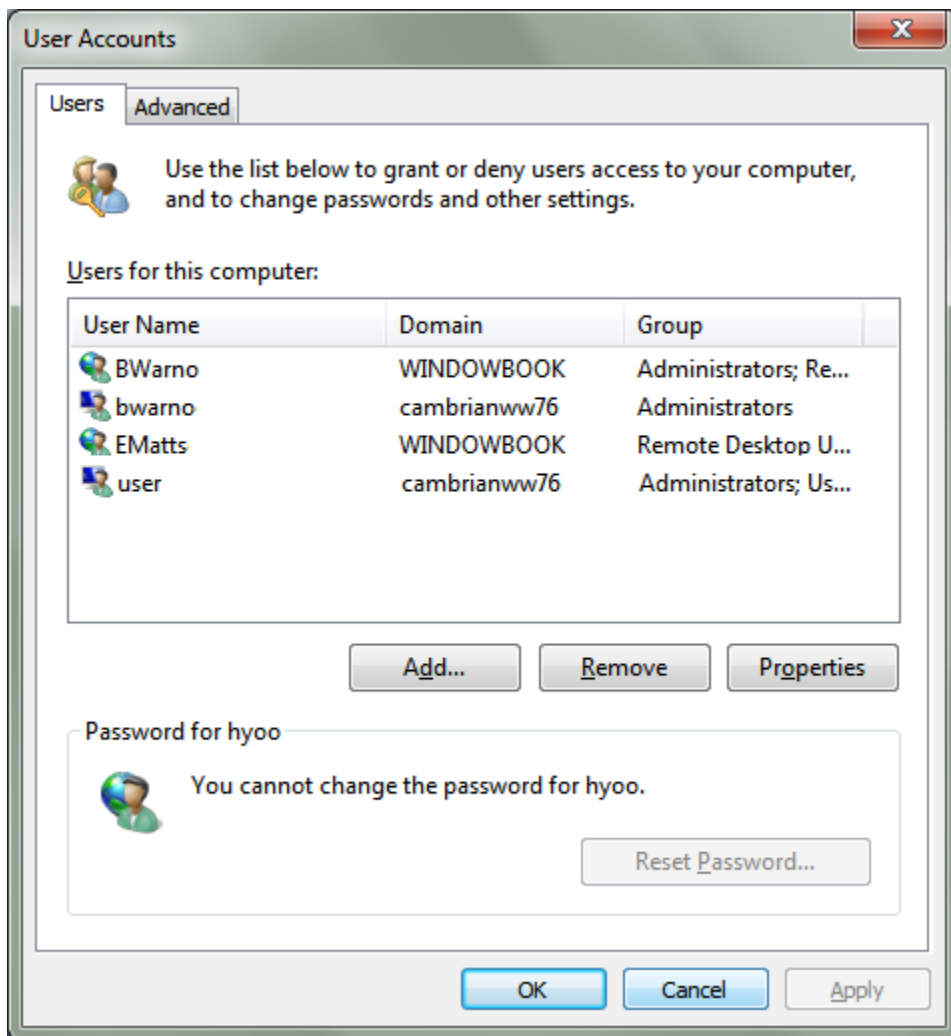 User Accounts
Users
Advanced
Use the list below to grant or deny users access to your computer,
and to change passwords and other settings.
Users for this computer:
User Name Domain Group
BWarno WINDOWBOOK Administrators; Re...
bwarno cambrianww76 Administrators
EMatts WINDOWBOOK Remote Desktop U...
user cambrianww76 Administrators; Us...
Add... Remove Properties
Password for hyoo
You cannot change the password for hyoo.
Reset Password...
OK Cancel Apply